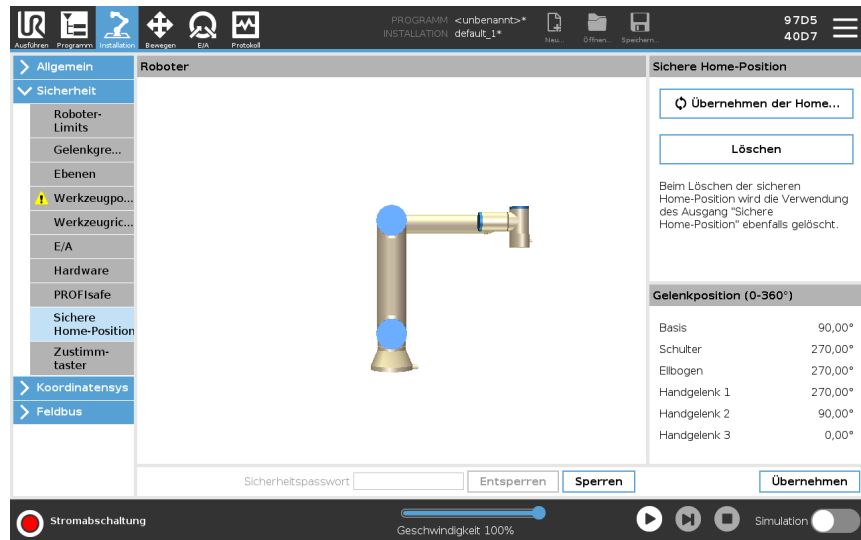 UR
PROGRAMM <unbenannt>*
INSTALLATION default_1*
97D5
40D7
Ausführen Programm Installation Bewegen E/A Protokoll
Neu... Öffnen... Speichern...
Allgemein
Sicherheit
Roboter-
Limits
Gelenkgre...
Ebenen
Werkzeugpo...
Werkzeugric...
E/A
Hardware
PROFIsafe
Sichere
Home-Position
Zustimm-
taster
Koordinatensys
Feldbus
Roboter
Sicherheitspasswort
Entsperren
Sperren
Sichere Home-Position
Übernehmen der Home...
Löschen
Beim Löschen der sicheren
Home-Position wird die Verwendung
des Ausgang "Sichere
Home-Position" ebenfalls gelöscht.
Gelenkposition (0-360°)
Basis 90,00°
Schulter 270,00°
Ellbogen 270,00°
Handgelenk 1 270,00°
Handgelenk 2 90,00°
Handgelenk 3 0,00°
Übernehmen
Stromabschaltung
Geschwindigkeit 100%
Simulation